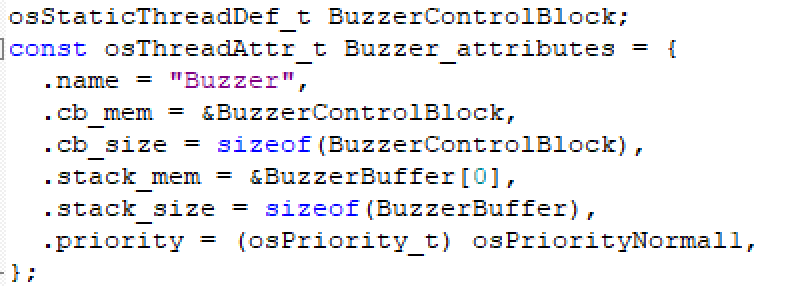 osStaticThreadDef_t BuzzerControlBlock;
const osThreadAttr_t Buzzer_attributes = {
  .name = "Buzzer",
  .cb_mem = &BuzzerControlBlock,
  .cb_size = sizeof(BuzzerControlBlock),
  .stack_mem = &BuzzerBuffer[0],
  .stack_size = sizeof(BuzzerBuffer),
  .priority = (osPriority_t) osPriorityNormal1,
};